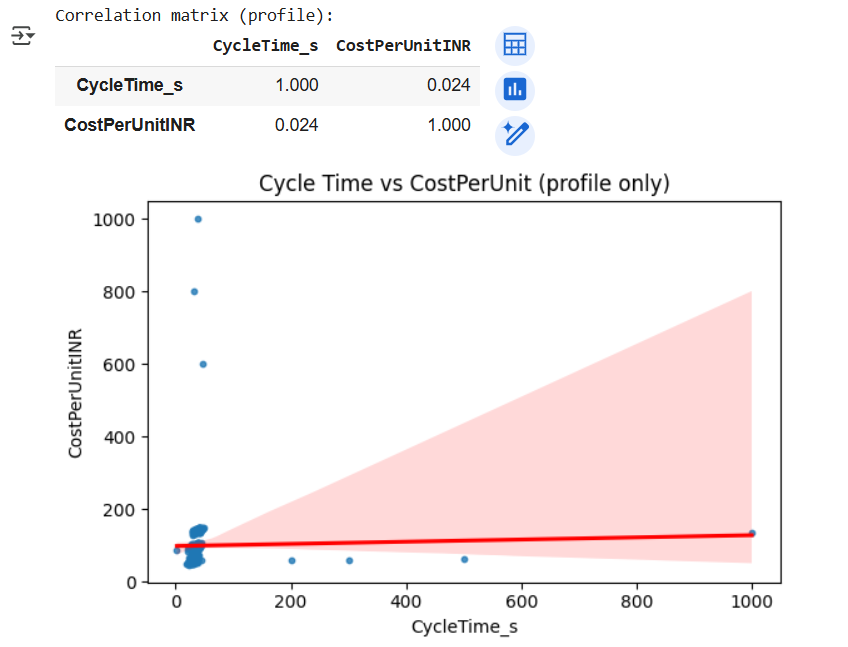 Correlation matrix (profile):
CycleTime_s CostPerUnitINR
CycleTime_s 1.000 0.024
CostPerUnitINR 0.024 1.000
Cycle Time vs CostPerUnit (profile only)
1000
800
600
400
200
0
CostPerUnitINR
0 200 400 600 800 1000
CycleTime_s